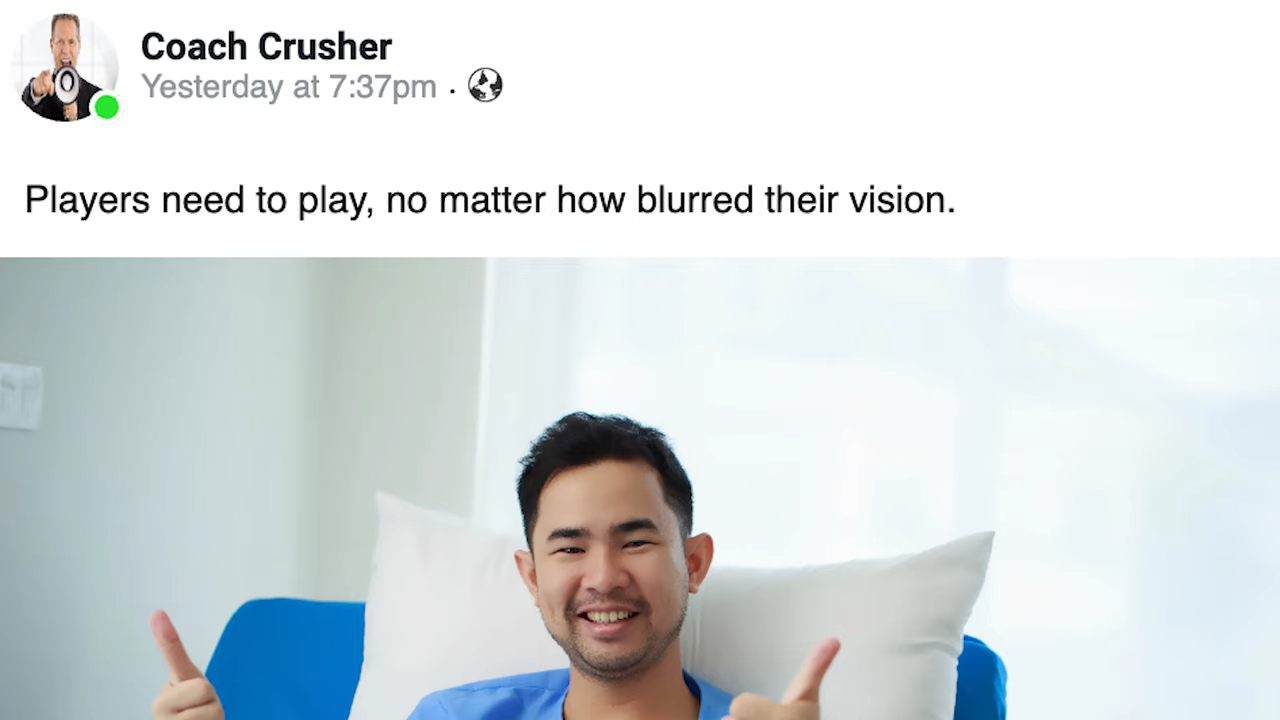 Coach Crusher
Yesterday at 7:37pm ·
Players need to play, no matter how blurred their vision.